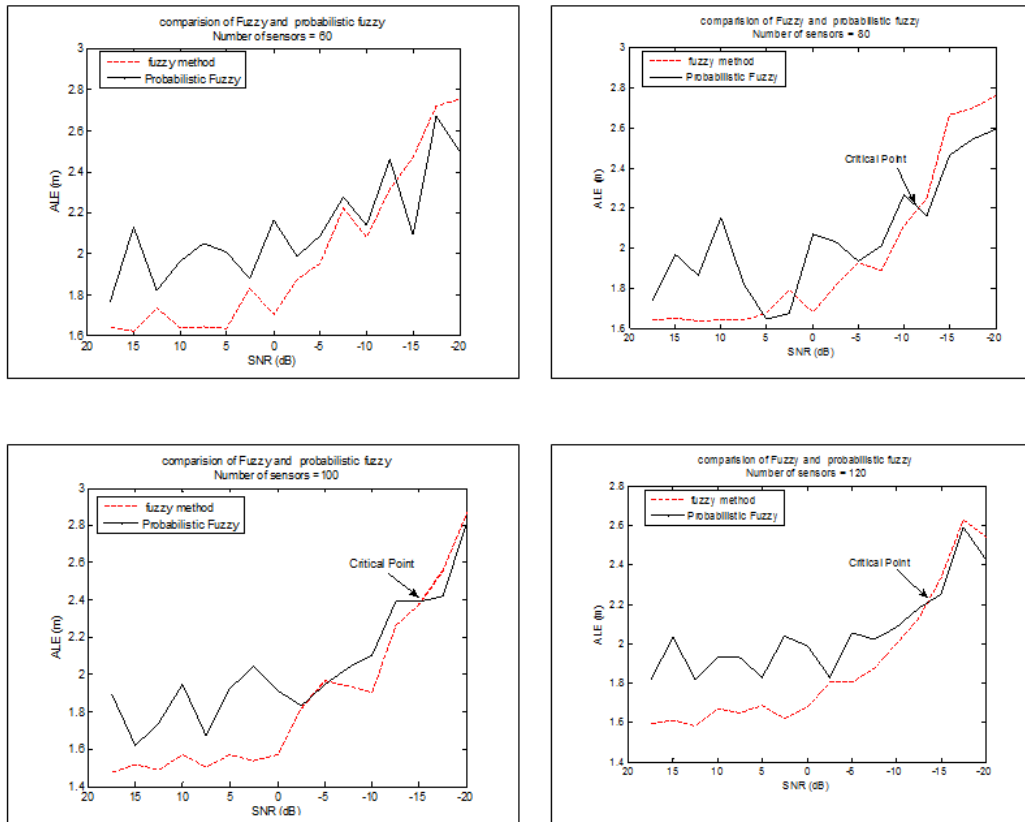 comparision of Fuzzy and probabilistic fuzzy
Number of sensors = 60
fuzzy method
Probabilistic Fuzzy
3
2.8
2.6
2.4
2.2
2
1.8
1.6
ALE (m)
20 15 10 5 0 -5 -10 -15 -20
SNR (dB)
comparision of Fuzzy and probabilistic fuzzy
Number of sensors = 80
fuzzy method
Probabilistic Fuzzy
Critical Point
3
2.8
2.6
2.4
2.2
2
1.8
1.6
ALE (m)
20 15 10 5 0 -5 -10 -15 -20
SNR (dB)
comparision of Fuzzy and probabilistic fuzzy
Number of sensors = 100
fuzzy method
Probabilistic Fuzzy
Critical Point
3
2.8
2.6
2.4
2.2
2
1.8
1.6
1.4
ALE (m)
20 15 10 5 0 -5 -10 -15 -20
SNR (dB)
comparision of Fuzzy and probabilistic fuzzy
Number of sensors = 120
fuzzy method
Probabilistic Fuzzy
Critical Point
2.8
2.6
2.4
2.2
2
1.8
1.6
1.4
ALE (m)
20 15 10 5 0 -5 -10 -15 -20
SNR (dB)